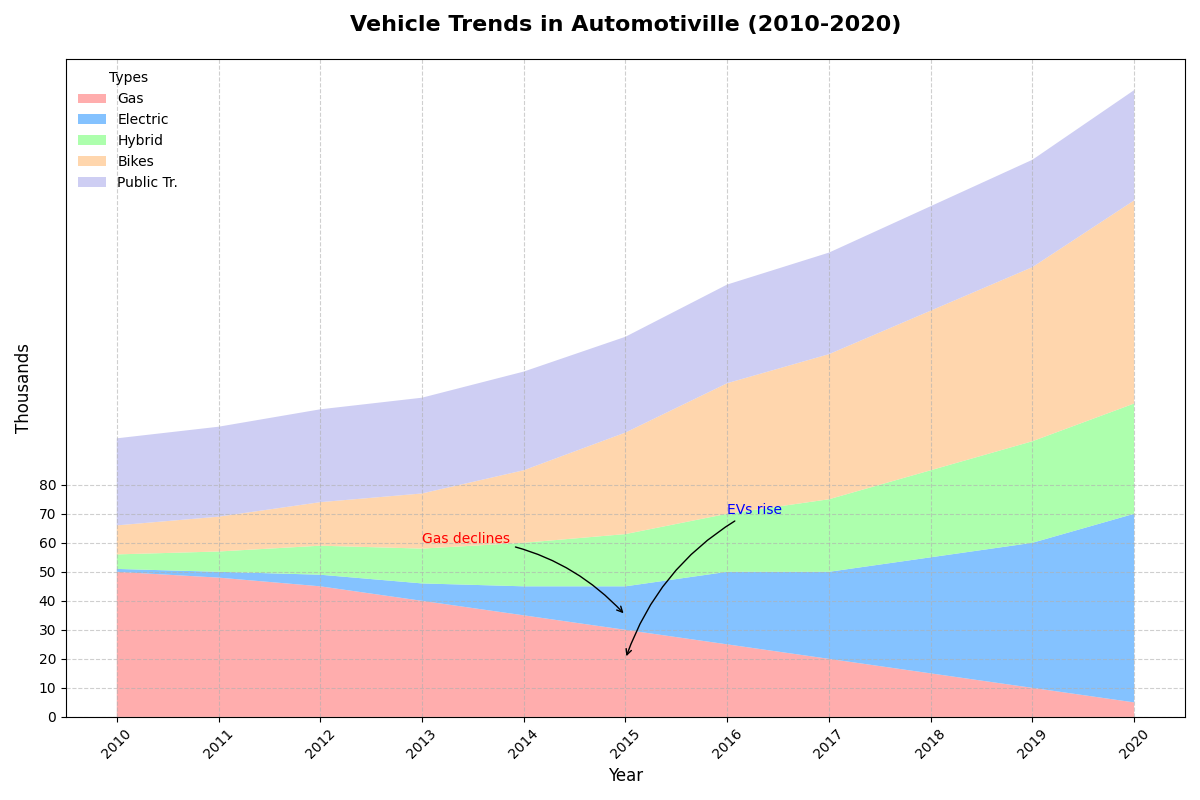 Vehicle Trends in Automotiville (2010-2020)
Types
Gas
Electric
Hybrid
Bikes
Public Tr.
Thousands
80
70
60
50
40
30
20
10
0
EVs rise
Gas declines
2010
2011
2012
2013
2014
2015
2016
2017
2018
2019
2020
Year